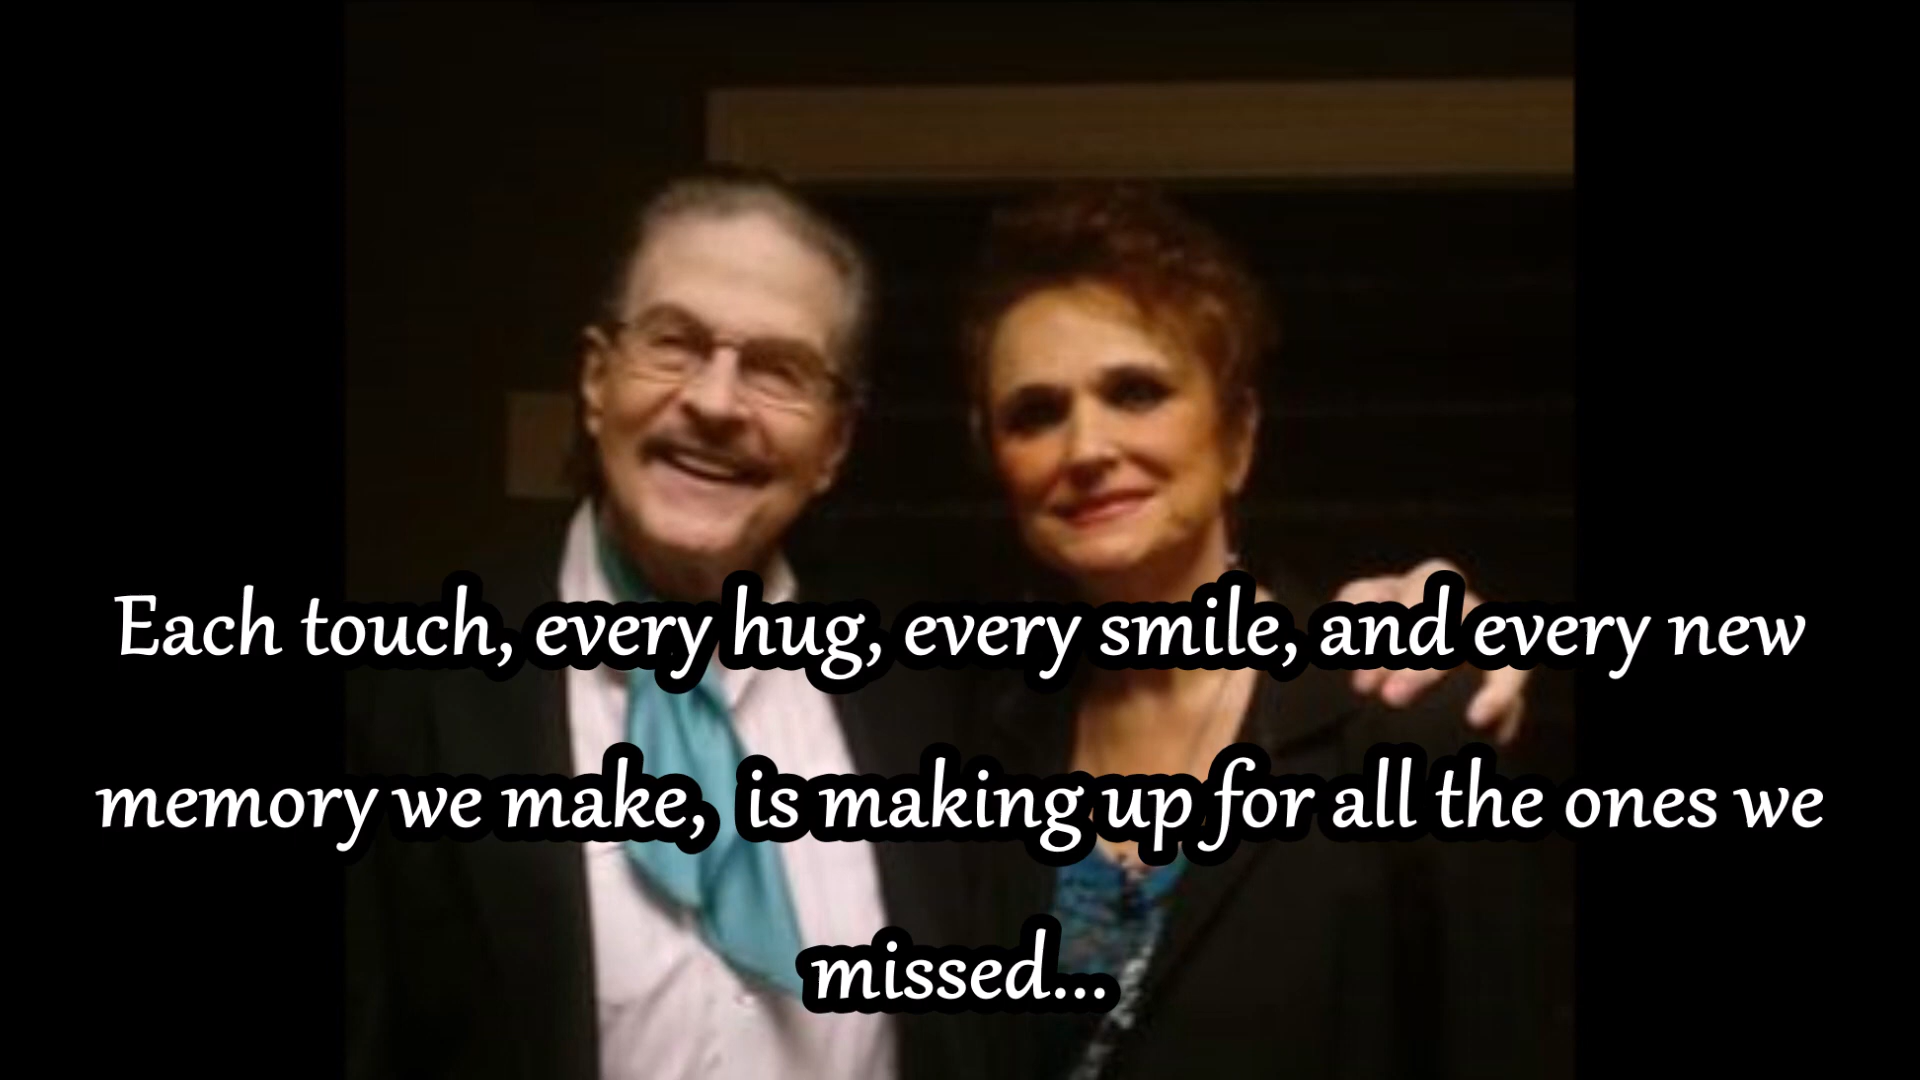 Each touch, every hug, every smile, and every new
memory we make,  is making up for all the ones we
missed...